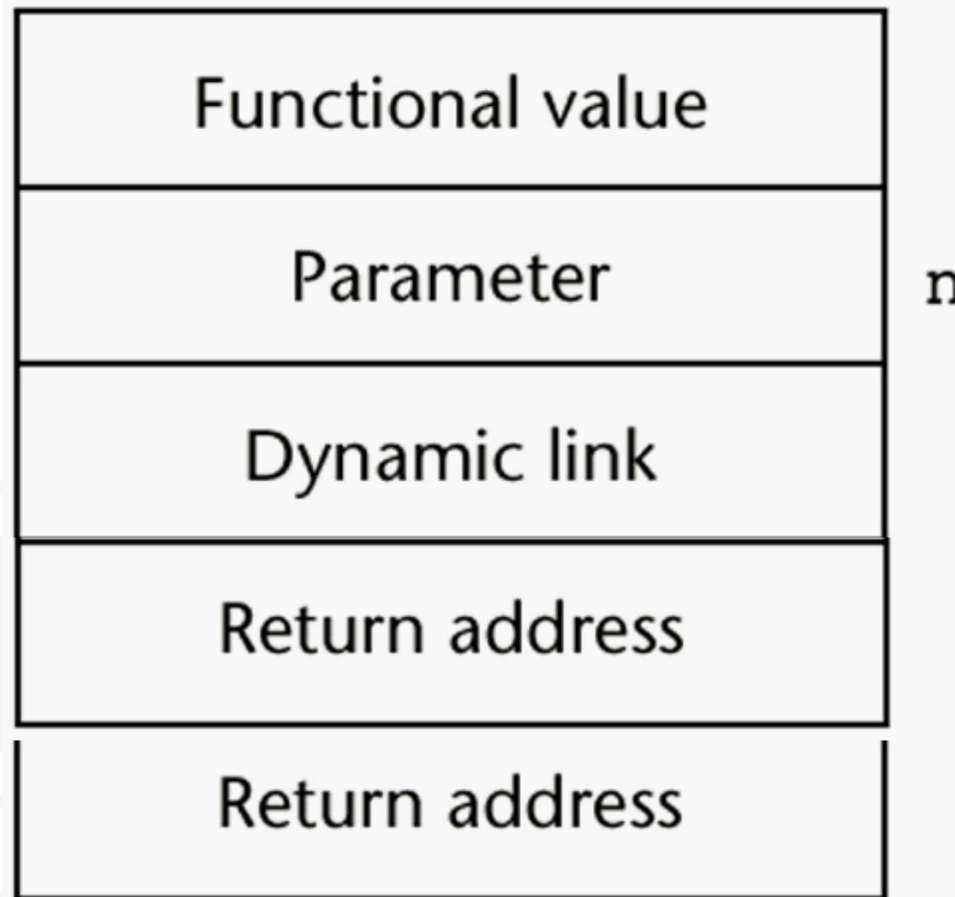 Functional value
Parameter n
Dynamic link
Return address
Return address